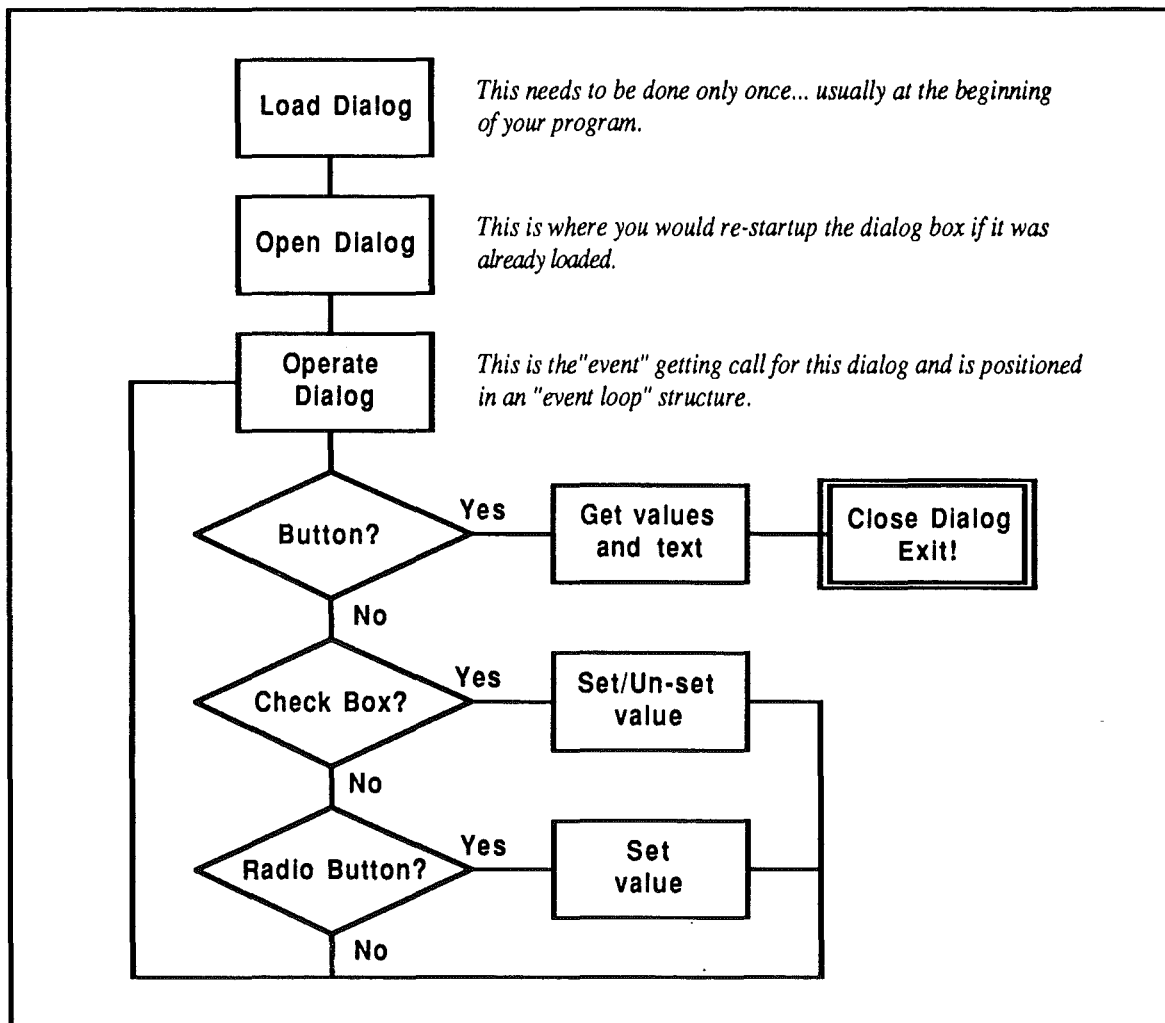 Load Dialog
This needs to be done only once... usually at the beginning
of your program.
Open Dialog
This is where you would re-startup the dialog box if it was
already loaded.
Operate
Dialog
This is the"event" getting call for this dialog and is positioned
in an "event loop" structure.
Button?
Yes
Get values
and text
Close Dialog
Exit!
No
Check Box?
Yes
Set/Un-set
value
No
Radio Button?
Yes
Set
value
No